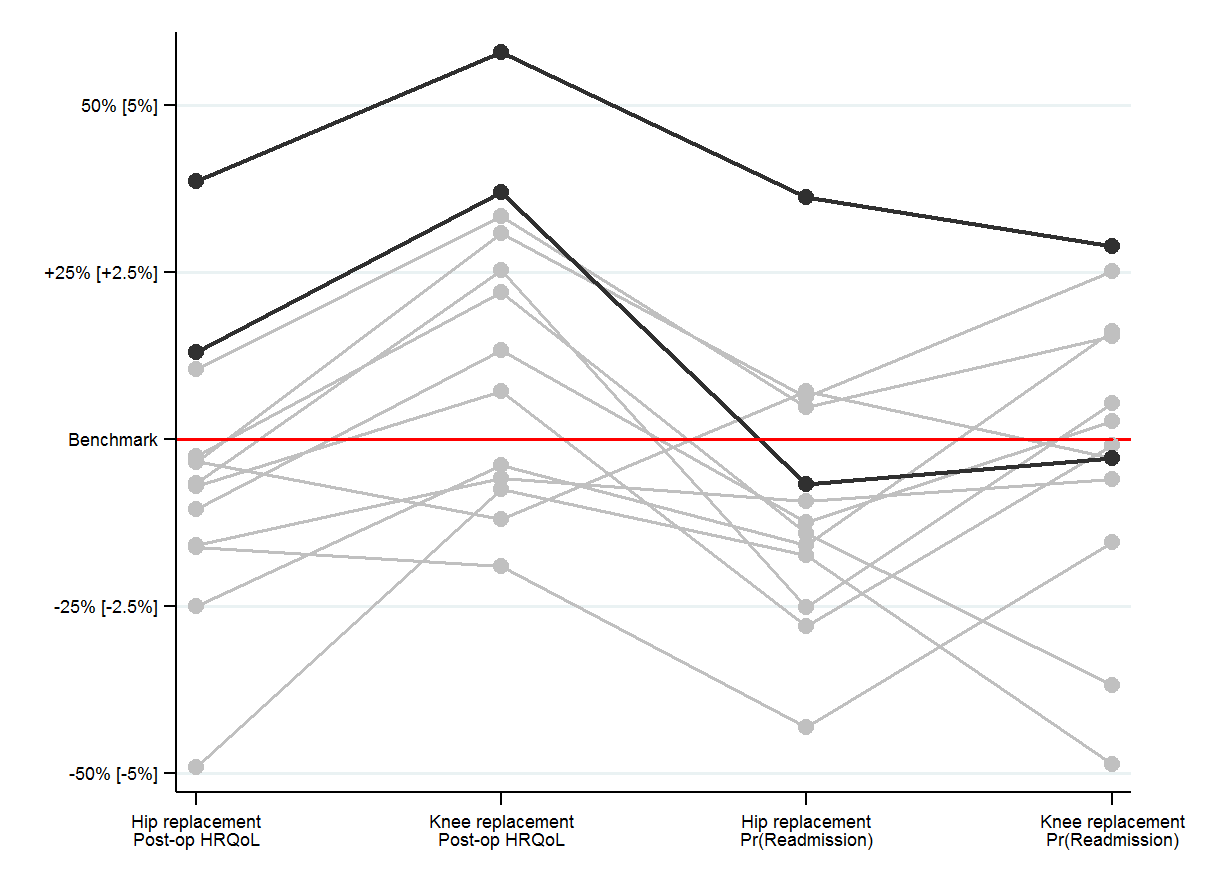 50% [5%]
+25% [+2.5%]
Benchmark
-25% [-2.5%]
-50% [-5%]
Hip replacement
Post-op HRQoL
Knee replacement
Post-op HRQoL
Hip replacement
Pr(Readmission)
Knee replacement
Pr(Readmission)